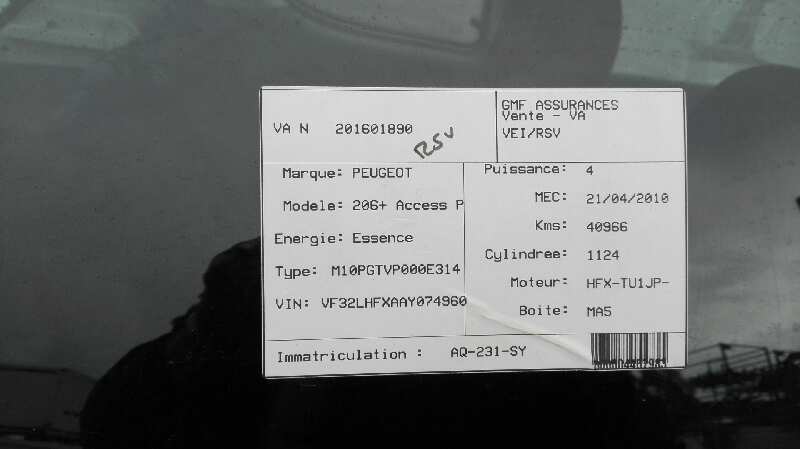 VA N 201601890
RSV
GMF ASSURANCES
Vente - VA
VEI/RSV
Marque: PEUGEOT
Modele: 206+ Access P
Energie: Essence
Type: M10PGTVP000E314
VIN: VF32LHFXAAY074960
Puissance: 4
MEC: 21/04/2010
Kms: 40966
Cylindree: 1124
Moteur: HFX-TU1JP-
Boite: MA5
Immatriculation : AQ-231-SY